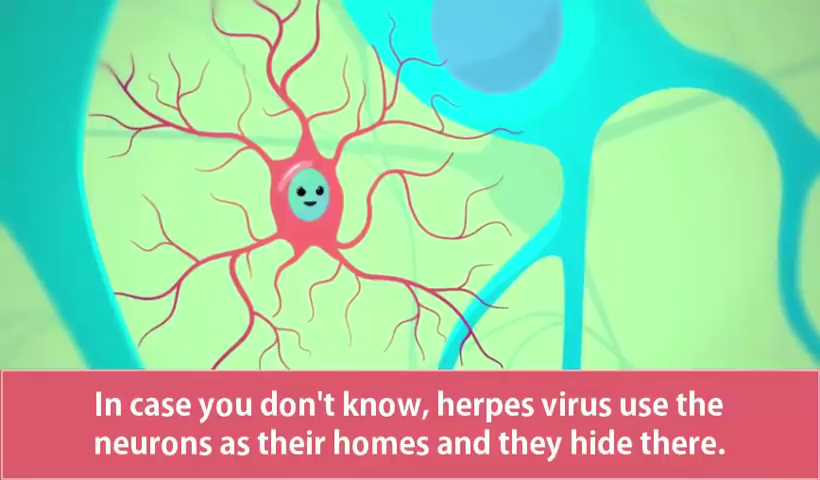 In case you don't know, herpes virus use the
neurons as their homes and they hide there.